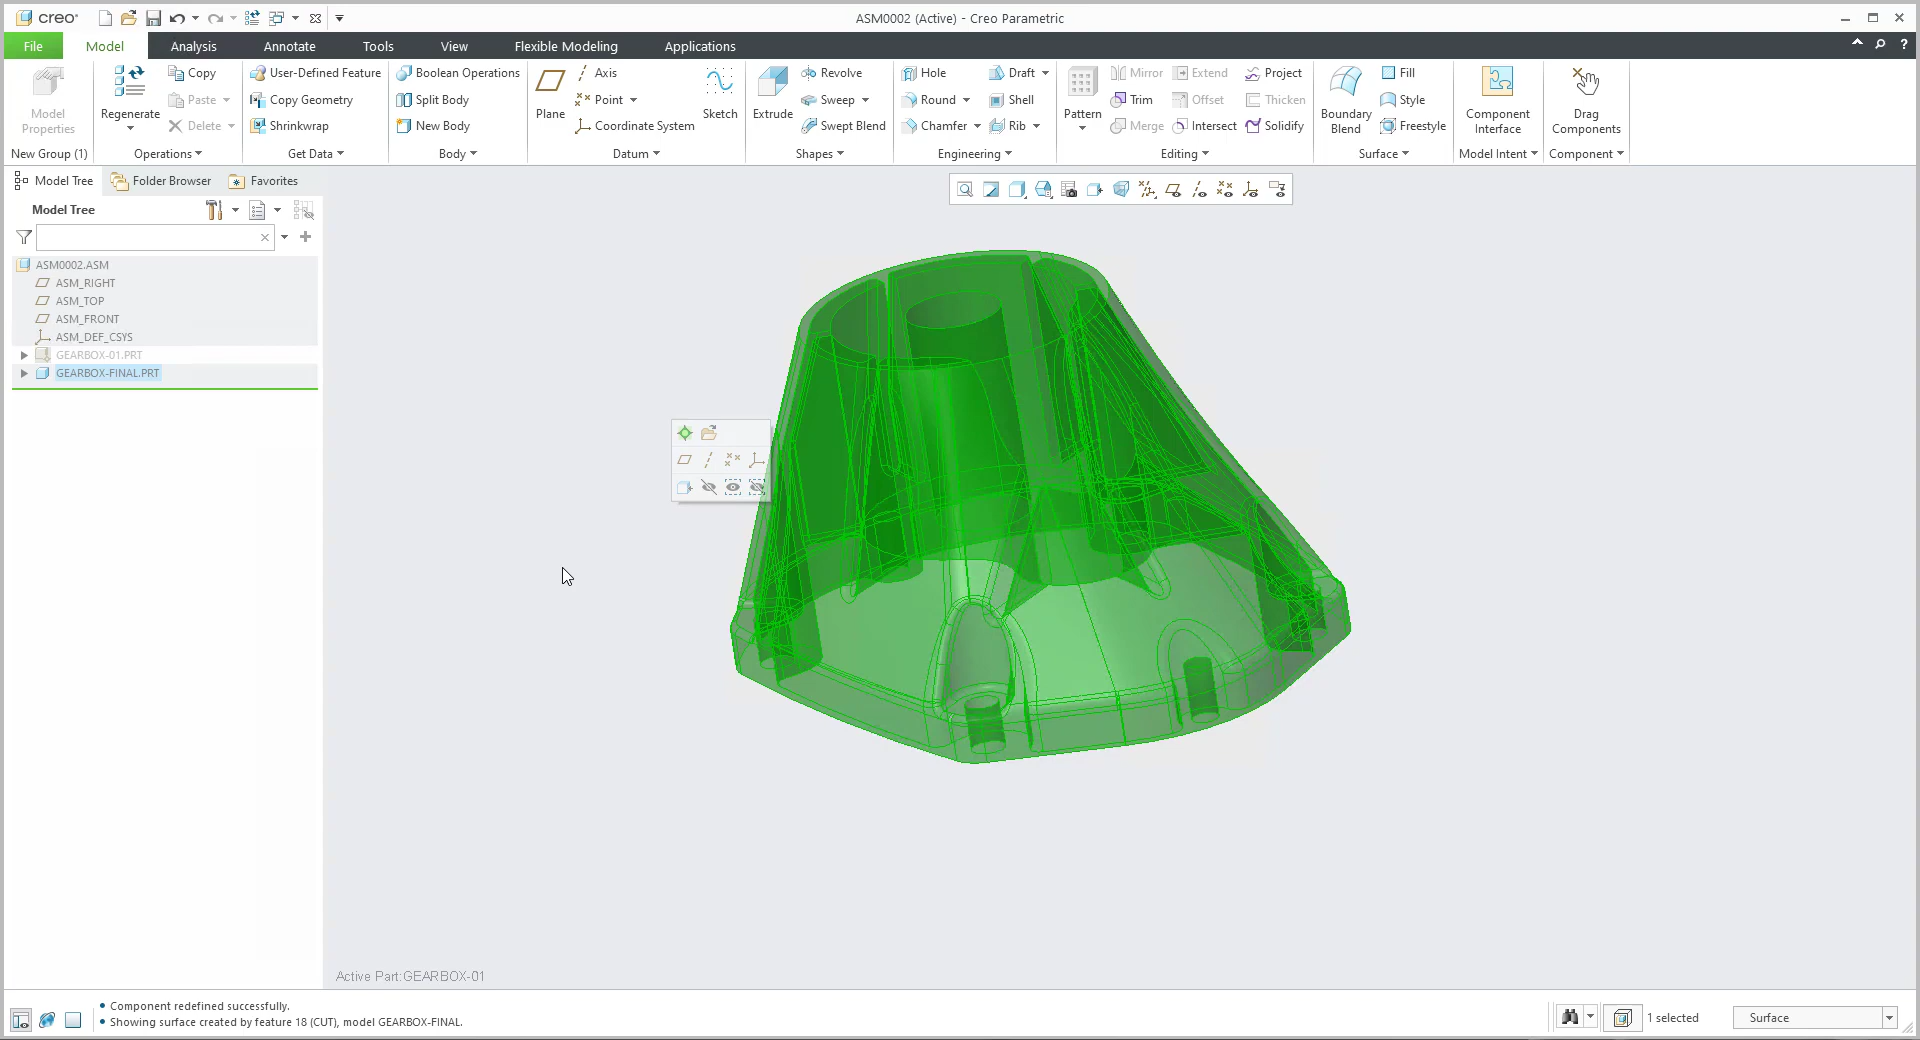 creo®
ASM0002 (Active) - Creo Parametric
File
Model
Analysis
Annotate
Tools
View
Flexible Modeling
Applications
?
Model
Properties
New Group (1)
Regenerate
Copy
Paste
Delete
Operations
User-Defined Feature
Copy Geometry
Shrinkwrap
Get Data
Boolean Operations
Split Body
New Body
Body
Plane
Axis
Point
Coordinate System
Sketch
Datum
Extrude
Revolve
Sweep
Swept Blend
Shapes
Hole
Round
Chamfer
Draft
Shell
Rib
Engineering
Pattern
Mirror
Trim
Merge
Extend
Offset
Intersect
Project
Thicken
Solidify
Editing
Boundary
Blend
Fill
Style
Freestyle
Surface
Component
Interface
Model Intent
Drag
Components
Component
Model Tree
Folder Browser
Favorites
Model Tree
ASM0002.ASM
ASM_RIGHT
ASM_TOP
ASM_FRONT
ASM_DEF_CSYS
GEARBOX-01.PRT
GEARBOX-FINAL.PRT
Active Part:GEARBOX-01
• Component redefined successfully.
• Showing surface created by feature 18 (CUT), model GEARBOX-FINAL.
1 selected
Surface